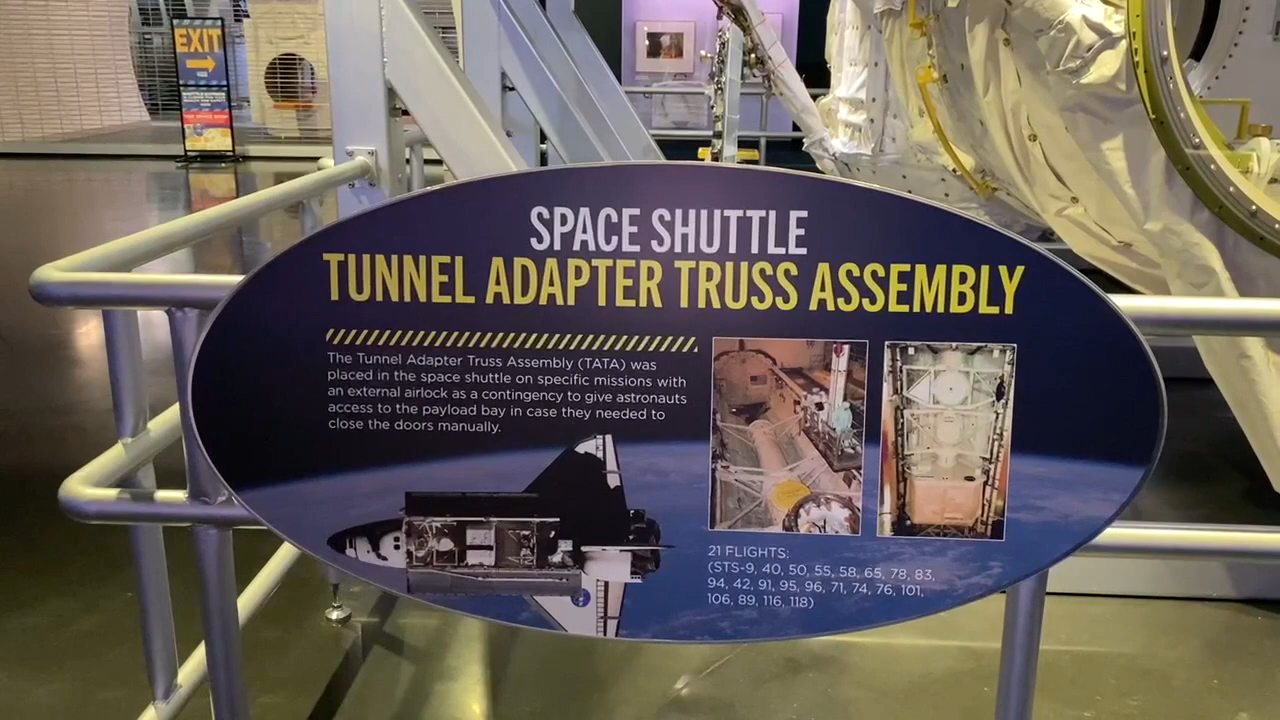 EXIT
SPACE SHUTTLE
TUNNEL ADAPTER TRUSS ASSEMBLY
The Tunnel Adapter Truss Assembly (TATA) was
placed in the space shuttle on specific missions with
an external airlock as a contingency to give astronauts
access to the payload bay in case they needed to
close the doors manually.
21 FLIGHTS:
(STS-9, 40, 50, 55, 58, 65, 78, 83,
94, 42, 91, 95, 96, 71, 74, 76, 101,
106, 89, 116, 118)